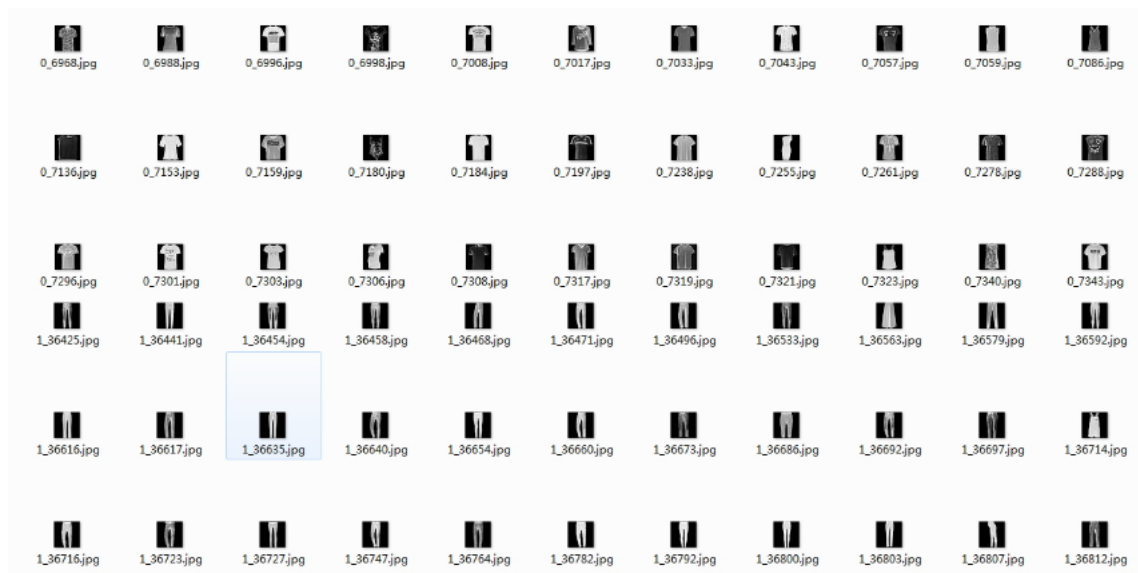 0_6968.jpg 0_6988.jpg 0_6996.jpg 0_6998.jpg 0_7008.jpg 0_7017.jpg 0_7033.jpg 0_7043.jpg 0_7057.jpg 0_7059.jpg 0_7086.jpg
0_7136.jpg 0_7153.jpg 0_7159.jpg 0_7180.jpg 0_7184.jpg 0_7197.jpg 0_7238.jpg 0_7255.jpg 0_7261.jpg 0_7278.jpg 0_7288.jpg
0_7296.jpg 0_7301.jpg 0_7303.jpg 0_7306.jpg 0_7308.jpg 0_7317.jpg 0_7319.jpg 0_7321.jpg 0_7323.jpg 0_7340.jpg 0_7343.jpg
1_36425.jpg 1_36441.jpg 1_36454.jpg 1_36458.jpg 1_36468.jpg 1_36471.jpg 1_36496.jpg 1_36533.jpg 1_36563.jpg 1_36579.jpg 1_36592.jpg
1_36616.jpg 1_36617.jpg 1_36635.jpg 1_36640.jpg 1_36654.jpg 1_36660.jpg 1_36673.jpg 1_36686.jpg 1_36692.jpg 1_36697.jpg 1_36714.jpg
1_36716.jpg 1_36723.jpg 1_36727.jpg 1_36747.jpg 1_36764.jpg 1_36782.jpg 1_36792.jpg 1_36800.jpg 1_36803.jpg 1_36807.jpg 1_36812.jpg